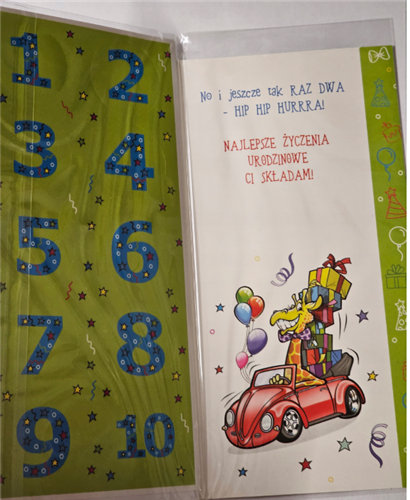 1 2
3 4
5 6
7 8
9 10
No i jeszcze tak RAZ DWA
- HIP HIP HURRRA!
NAJLEPSZE ŻYCZENIA
URODZINOWE
CI SKŁADAM!